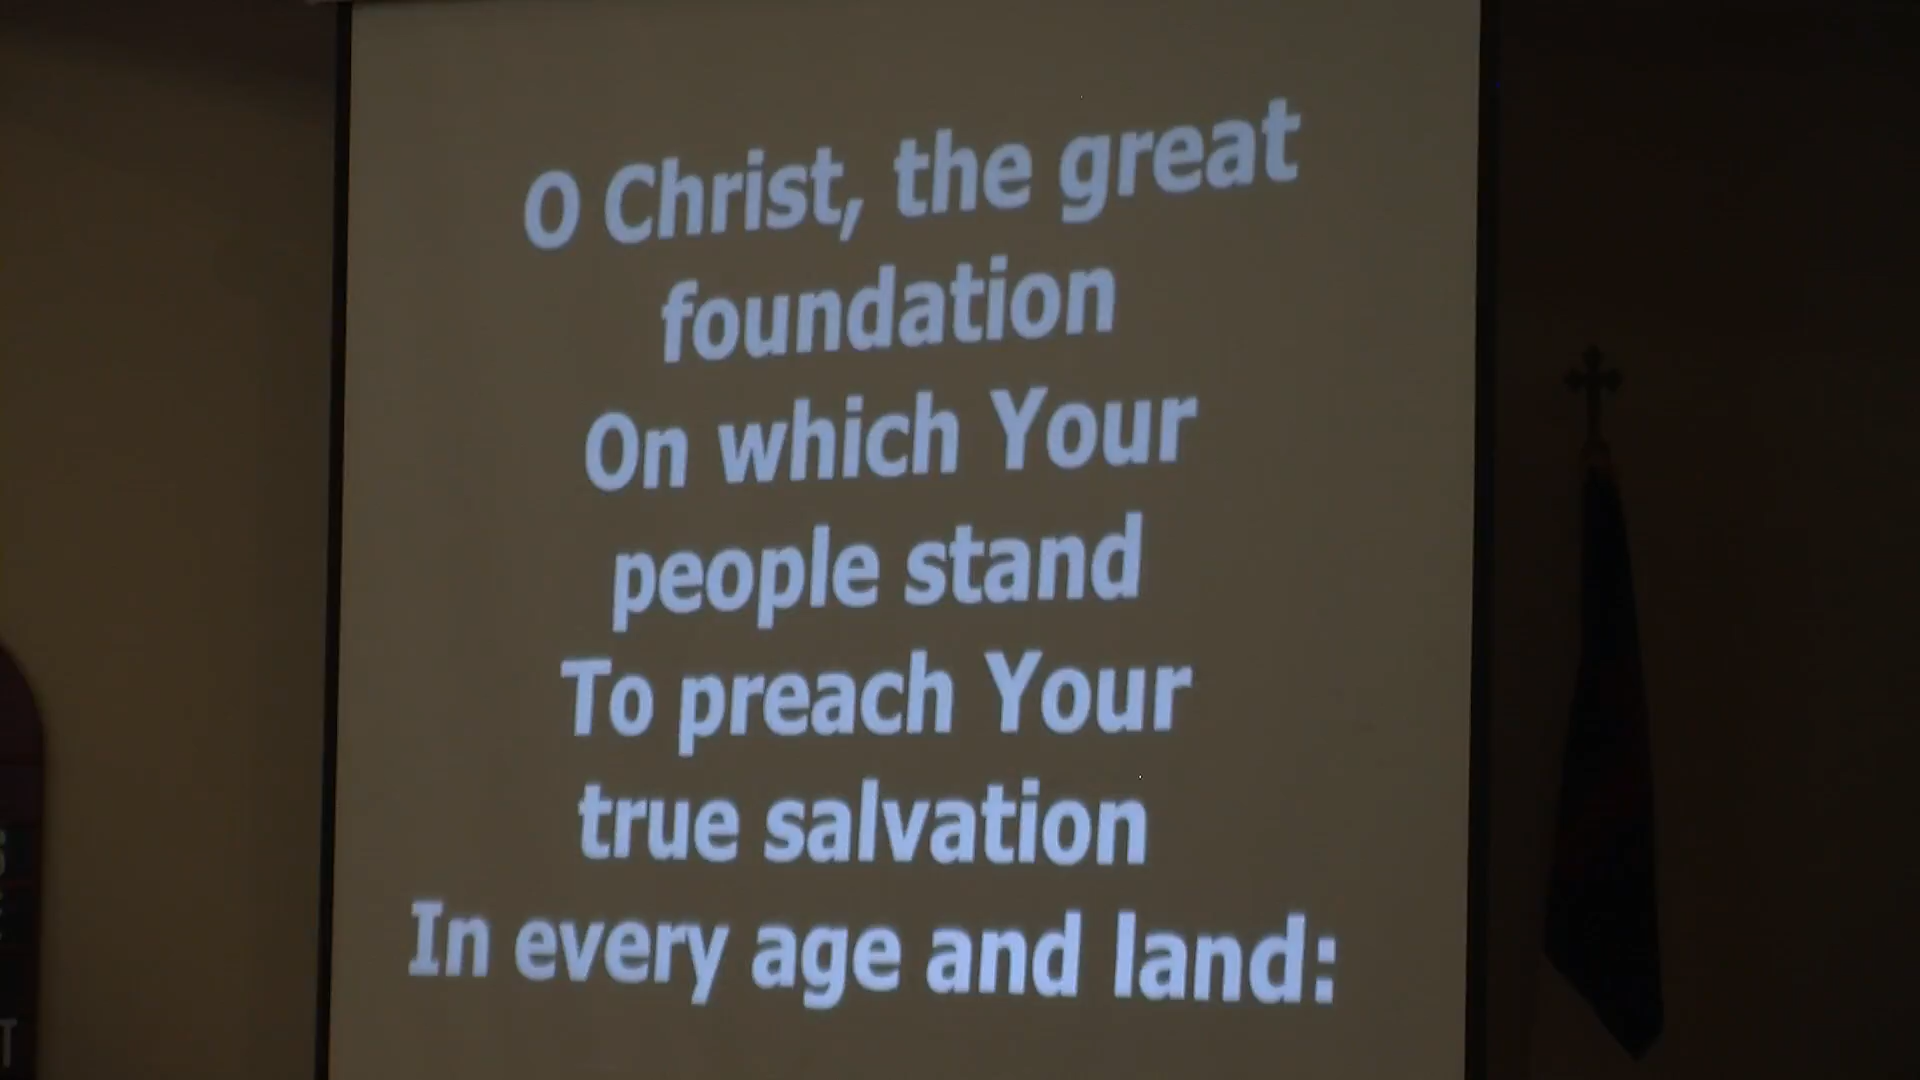 O Christ, the great
foundation
On which Your
people stand
To preach Your
true salvation
In every age and land: